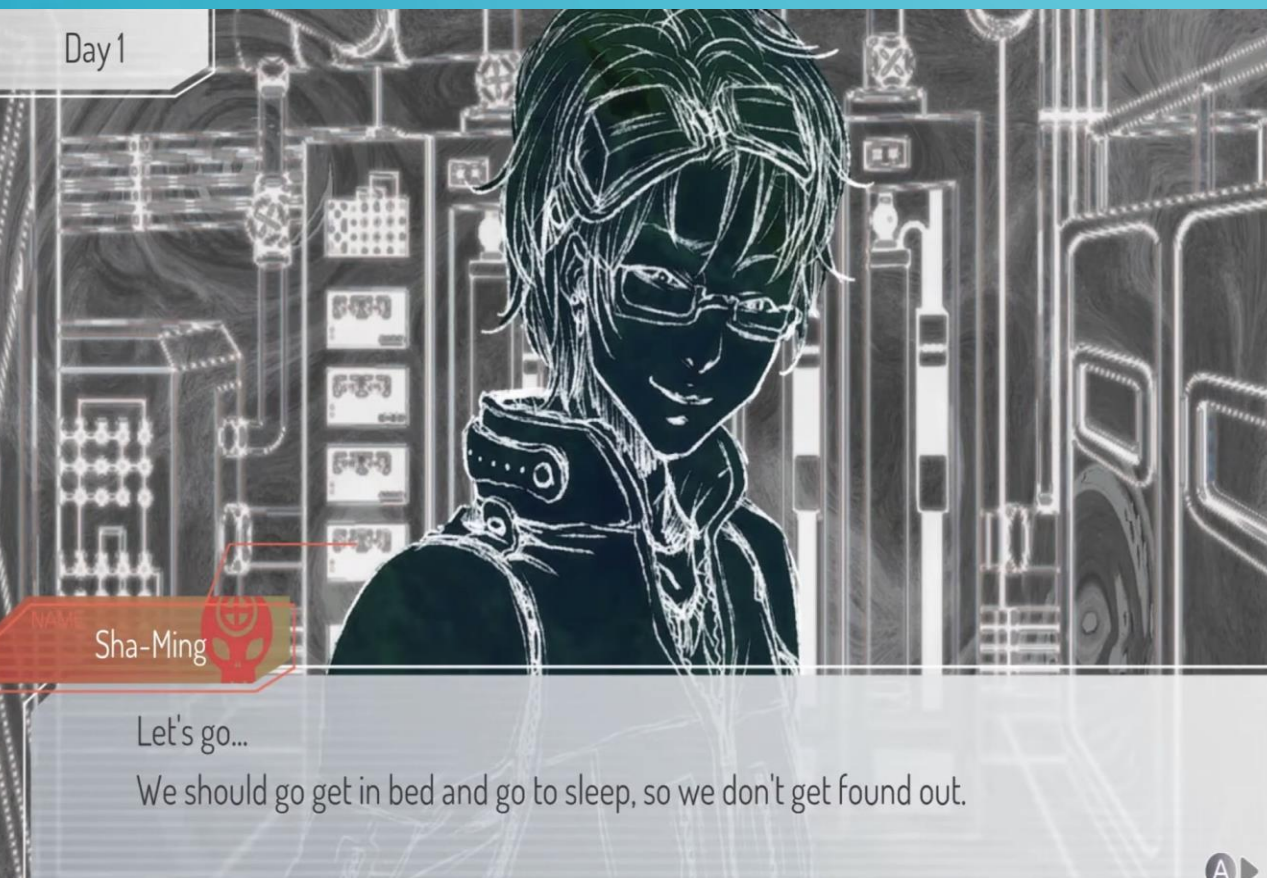 Day 1
NAME
Sha-Ming
Let's go...
We should go get in bed and go to sleep, so we don't get found out.
A